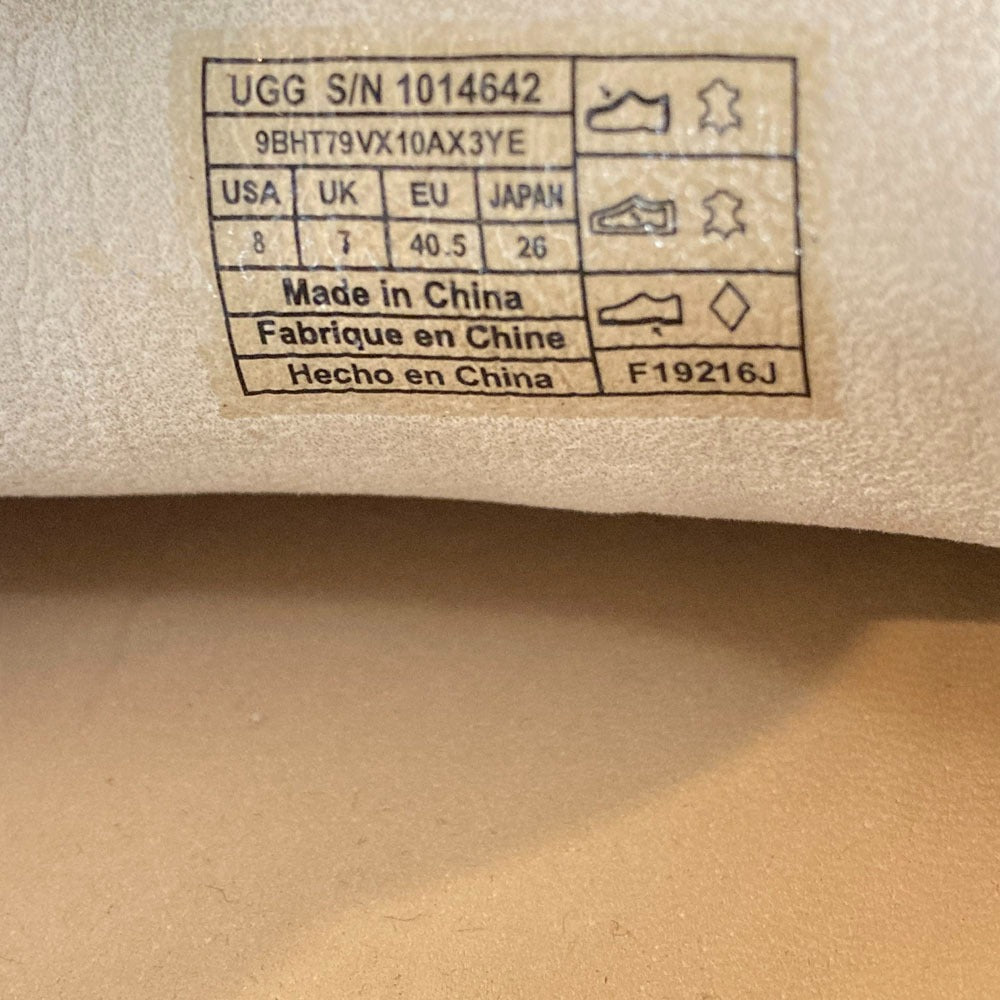 UGG S/N 1014642
9BHT79VX10AX3YE
USA UK EU JAPAN
8 7 40.5 26
Made in China
Fabrique en Chine
Hecho en China
F19216J